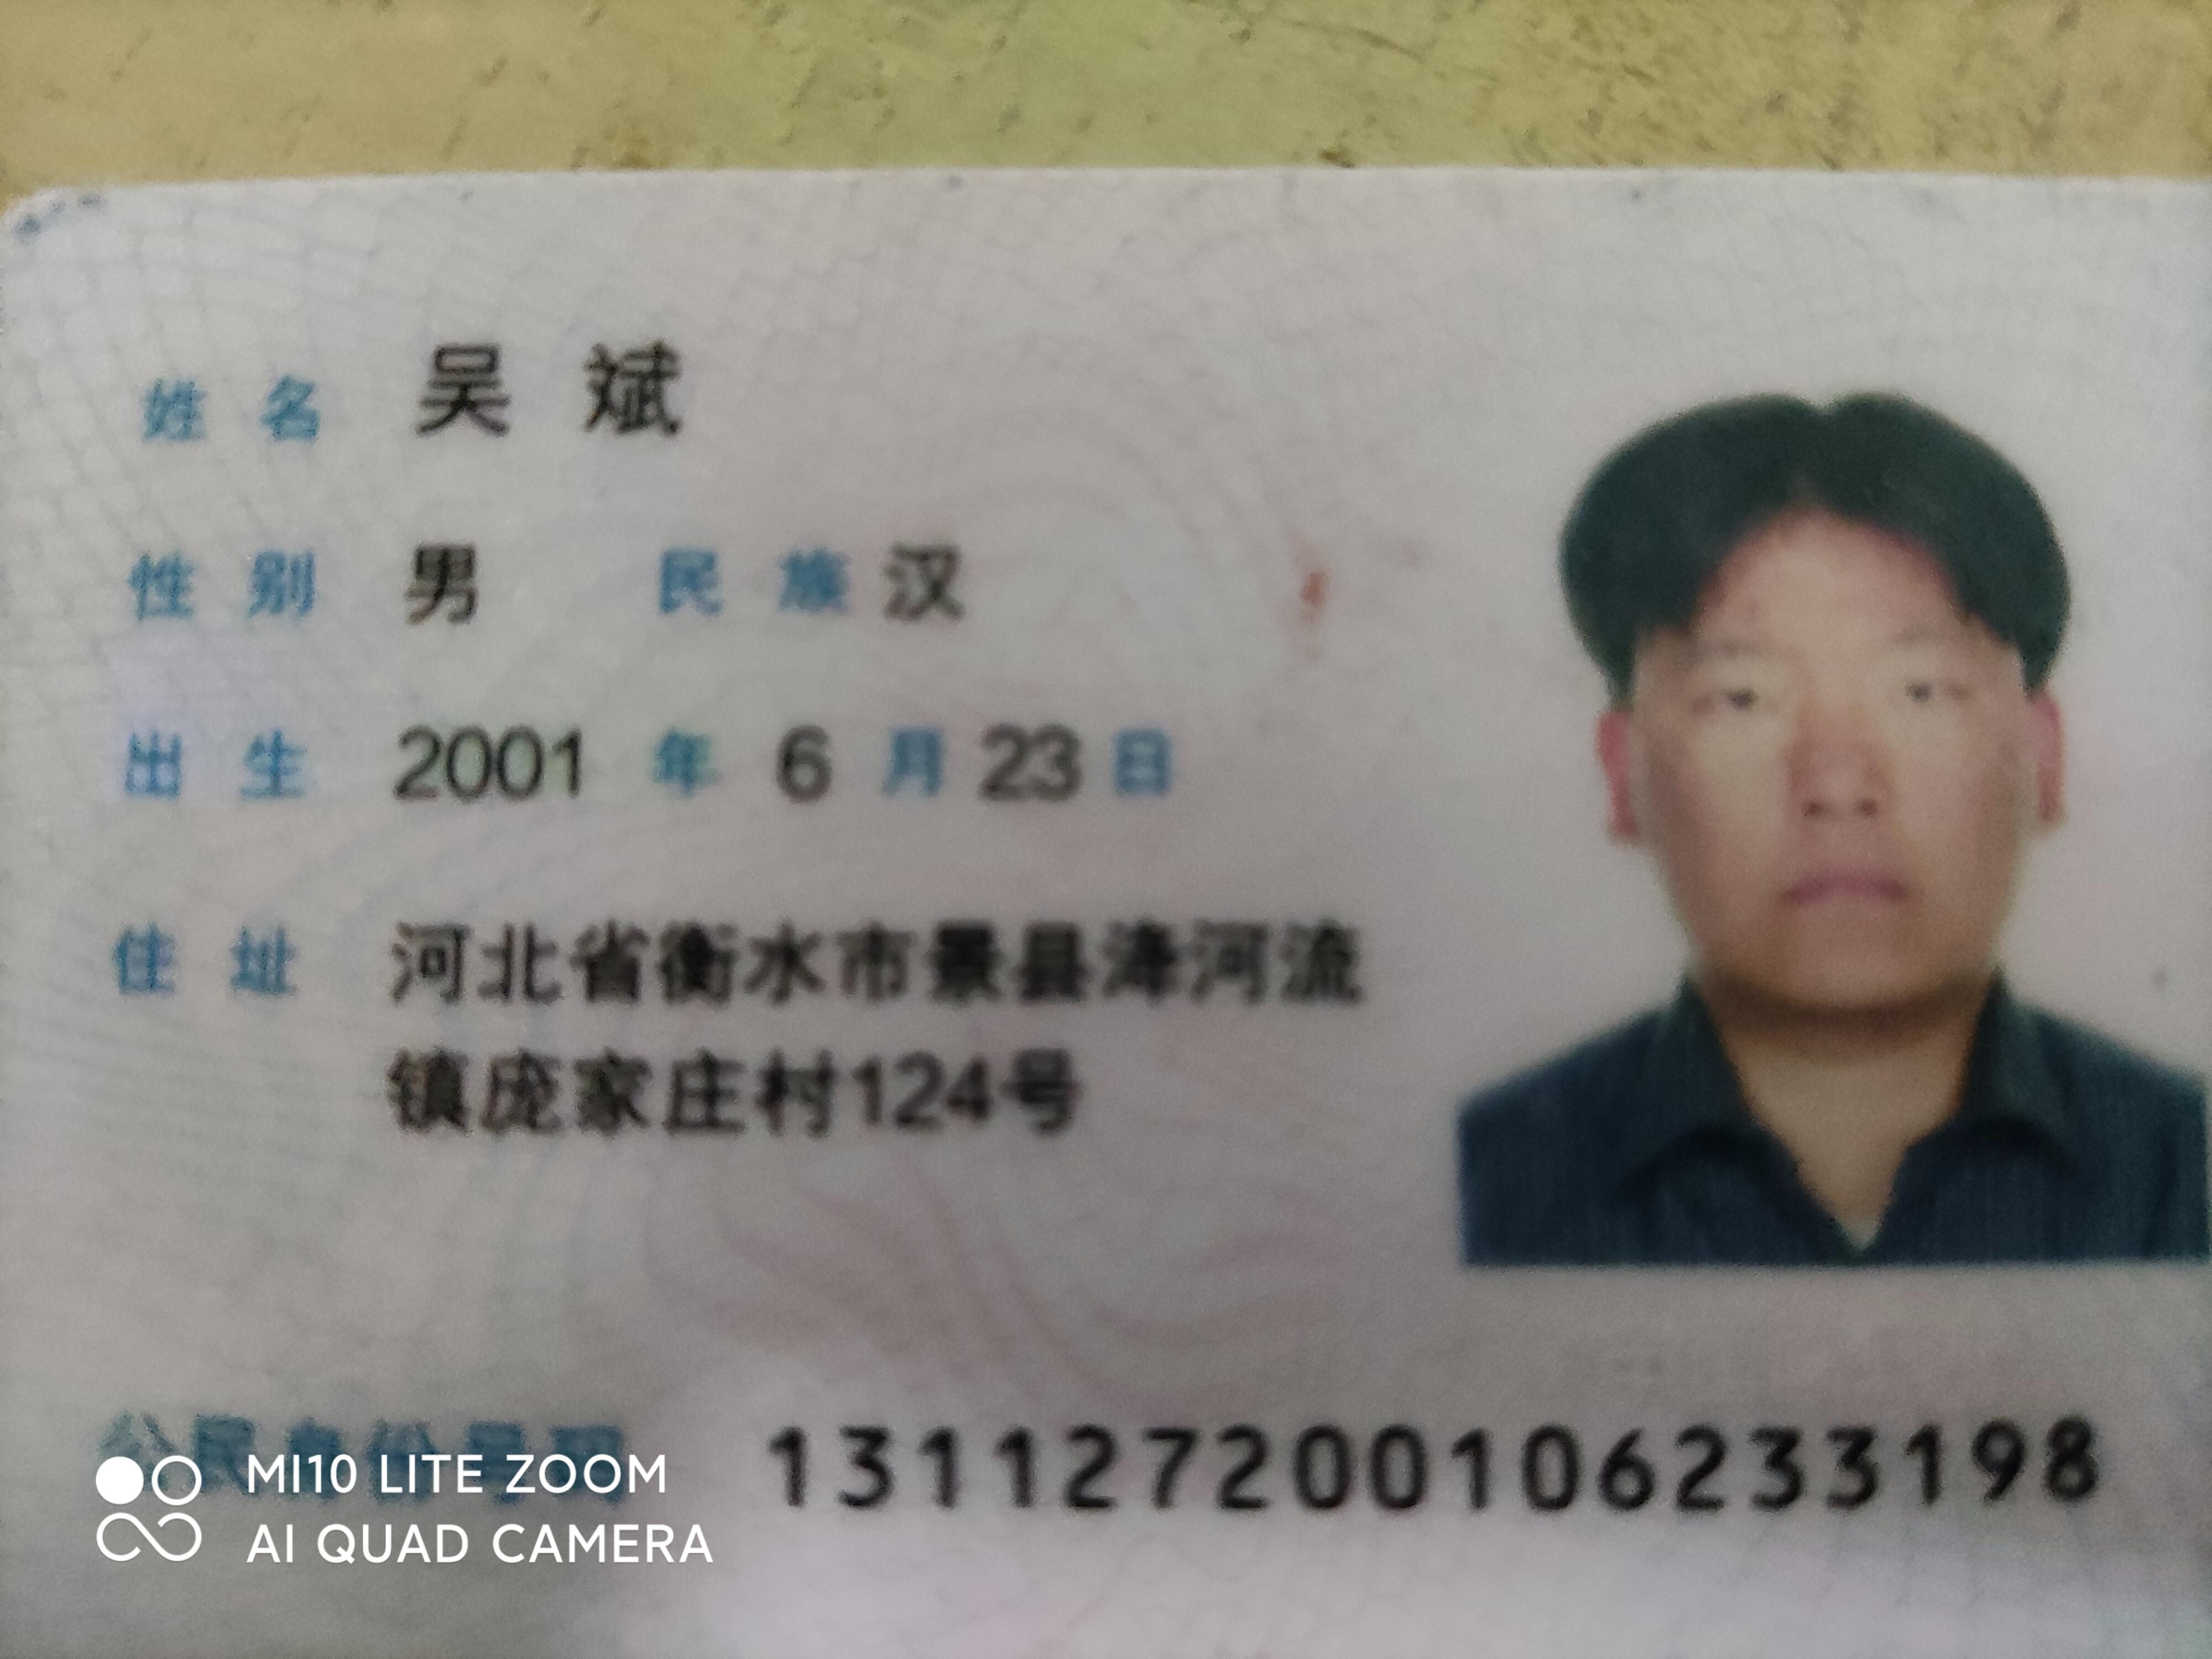 姓 名 吴 斌
性 别 男 民 族 汉
出 生 2001 年 6 月 23 日
住 址 河北省衡水市景县洚河流
镇庞家庄村124号
公民身份号码 131127200106233198
MI10 LITE ZOOM
AI QUAD CAMERA